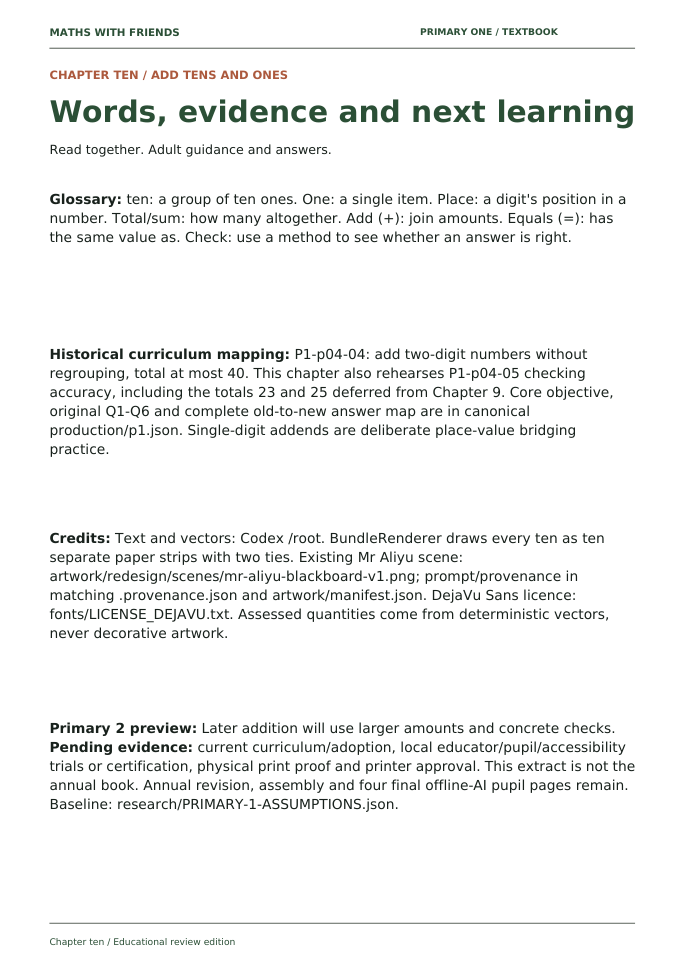 MATHS WITH FRIENDS
PRIMARY ONE / TEXTBOOK
CHAPTER TEN / ADD TENS AND ONES
Words, evidence and next learning
Read together. Adult guidance and answers.
Glossary: ten: a group of ten ones. One: a single item. Place: a digit's position in a
number. Total/sum: how many altogether. Add (+): join amounts. Equals (=): has
the same value as. Check: use a method to see whether an answer is right.
Historical curriculum mapping: P1-p04-04: add two-digit numbers without
regrouping, total at most 40. This chapter also rehearses P1-p04-05 checking
accuracy, including the totals 23 and 25 deferred from Chapter 9. Core objective,
original Q1-Q6 and complete old-to-new answer map are in canonical
production/p1.json. Single-digit addends are deliberate place-value bridging
practice.
Credits: Text and vectors: Codex /root. BundleRenderer draws every ten as ten
separate paper strips with two ties. Existing Mr Aliyu scene:
artwork/redesign/scenes/mr-aliyu-blackboard-v1.png; prompt/provenance in
matching .provenance.json and artwork/manifest.json. DejaVu Sans licence:
fonts/LICENSE_DEJAVU.txt. Assessed quantities come from deterministic vectors,
never decorative artwork.
Primary 2 preview: Later addition will use larger amounts and concrete checks.
Pending evidence: current curriculum/adoption, local educator/pupil/accessibility
trials or certification, physical print proof and printer approval. This extract is not the
annual book. Annual revision, assembly and four final offline-AI pupil pages remain.
Baseline: research/PRIMARY-1-ASSUMPTIONS.json.
Chapter ten / Educational review edition